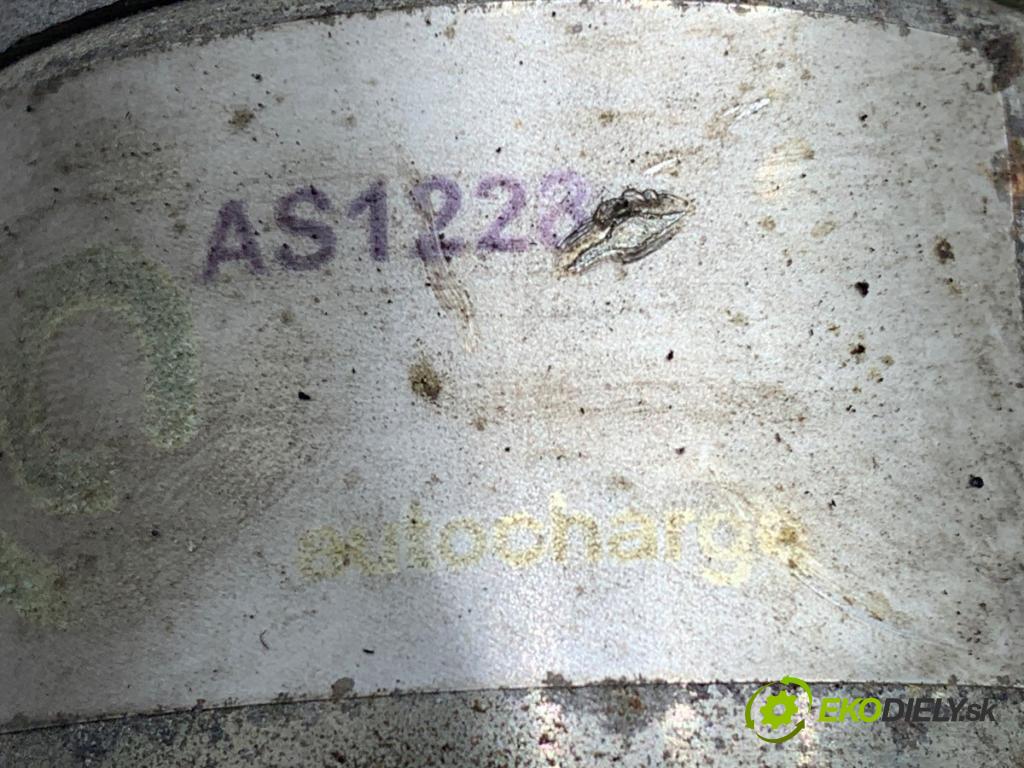 AS1228
autocharge
EKODIELY.sk